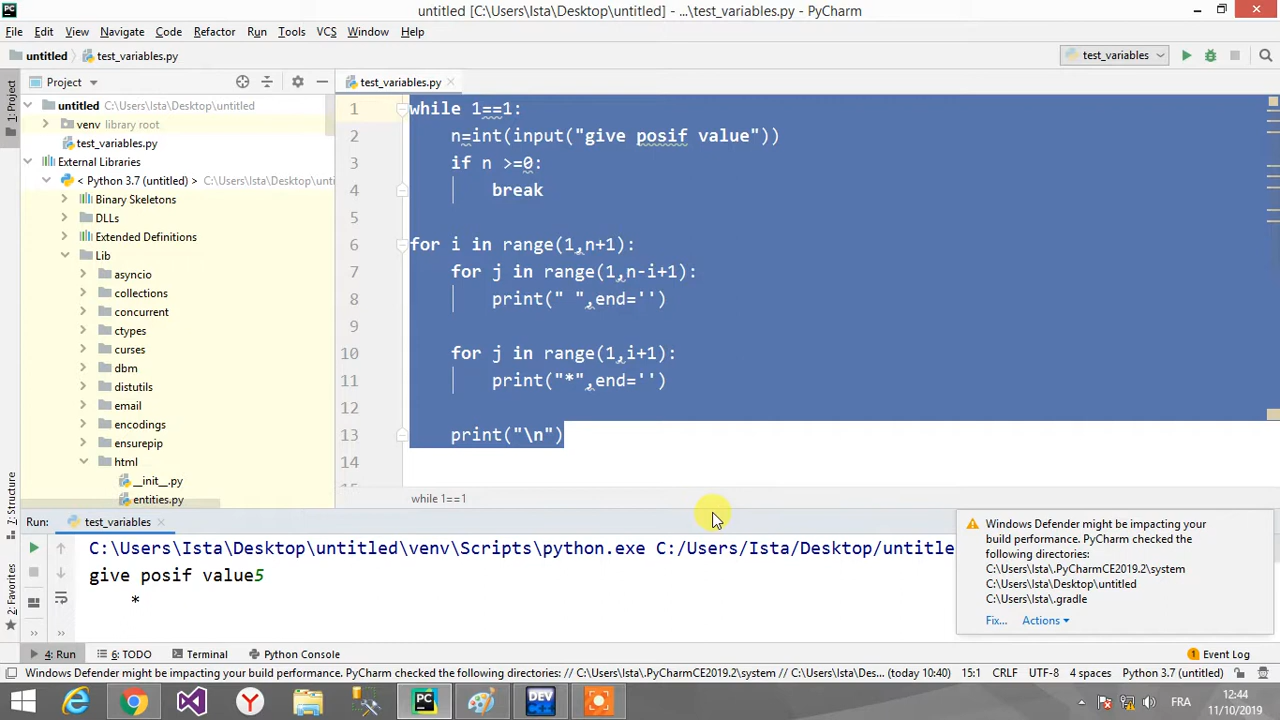 untitled [C:\Users\Ista\Desktop\untitled] - ...\test_variables.py - PyCharm
File Edit View Navigate Code Refactor Run Tools VCS Window Help
untitled test_variables.py test_variables
1: Project
Project test_variables.py
untitled C:\Users\Ista\Desktop\untitled
venv library root
test_variables.py
External Libraries
< Python 3.7 (untitled) > C:\Users\Ista\Desktop\unti
Binary Skeletons
DLLs
Extended Definitions
Lib
asyncio
collections
concurrent
ctypes
curses
dbm
distutils
email
encodings
ensurepip
html
__init__.py
entities.py
1 while 1==1:
2 n=int(input("give posif value"))
3 if n >=0:
4 break
5
6 for i in range(1,n+1):
7 for j in range(1,n-i+1):
8 print(" ",end='')
9
10 for j in range(1,i+1):
11 print("*",end='')
12
13 print("\n")
14
while 1==1
7: Structure
2: Favorites
Run: test_variables
C:\Users\Ista\Desktop\untitled\venv\Scripts\python.exe C:/Users/Ista/Desktop/untitle
give posif value5
*
Windows Defender might be impacting your
build performance. PyCharm checked the
following directories:
C:\Users\Ista\.PyCharmCE2019.2\system
C:\Users\Ista\Desktop\untitled
C:\Users\Ista\.gradle
Fix... Actions
4: Run 6: TODO Terminal Python Console 1 Event Log
Windows Defender might be impacting your build performance. PyCharm checked the following directories: // C:\Users\Ista\.PyCharmCE2019.2\system // C:\Users\Ista\Des... (today 10:40) 15:1 CRLF UTF-8 4 spaces Python 3.7 (untitled)
DEV
FRA
12:44
11/10/2019